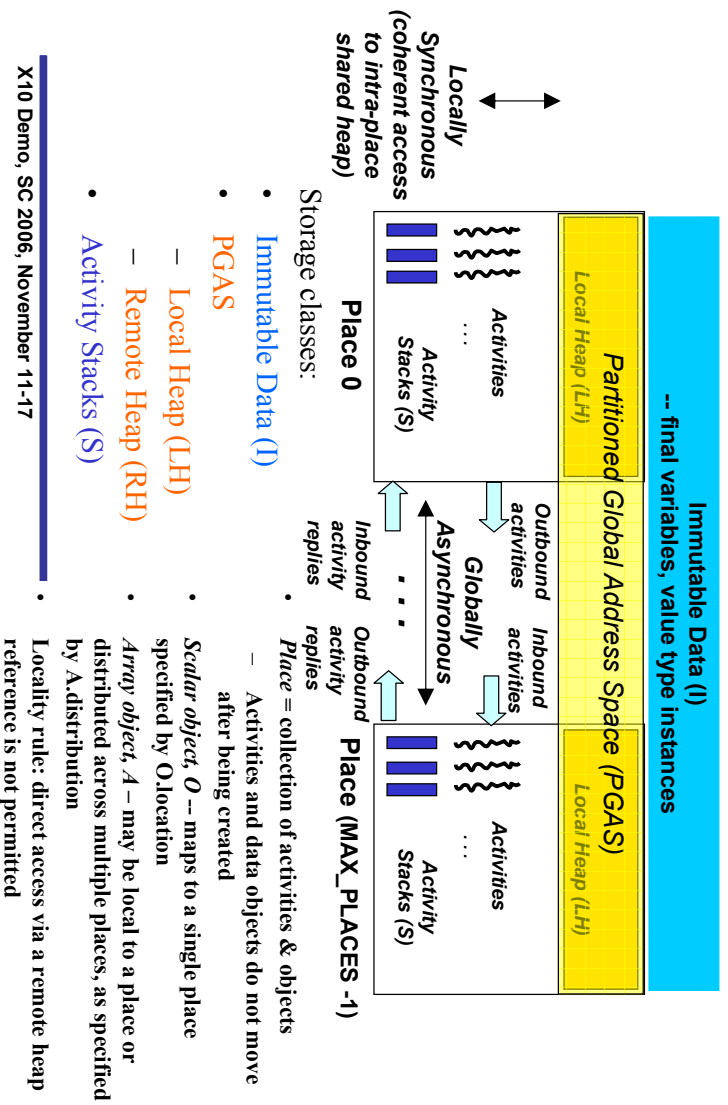 Immutable Data (I)
-- final variables, value type instances
Partitioned Global Address Space (PGAS)
Local Heap (LH)
Local Heap (LH)
Locally
Synchronous
(coherent access
to intra-place
shared heap)
Activities
. . .
Activity
Stacks (S)
Place 0
Outbound
activities
Inbound
activities
Globally
Asynchronous
. . .
Inbound
activity
replies
Outbound
activity
replies
Activities
. . .
Activity
Stacks (S)
Place (MAX_PLACES -1)
Storage classes:
• Immutable Data (I)
• PGAS
– Local Heap (LH)
– Remote Heap (RH)
• Activity Stacks (S)
• Place = collection of activities & objects
– Activities and data objects do not move
after being created
• Scalar object, O -- maps to a single place
specified by O.location
• Array object, A – may be local to a place or
distributed across multiple places, as specified
by A.distribution
• Locality rule: direct access via a remote heap
reference is not permitted
X10 Demo, SC 2006, November 11-17